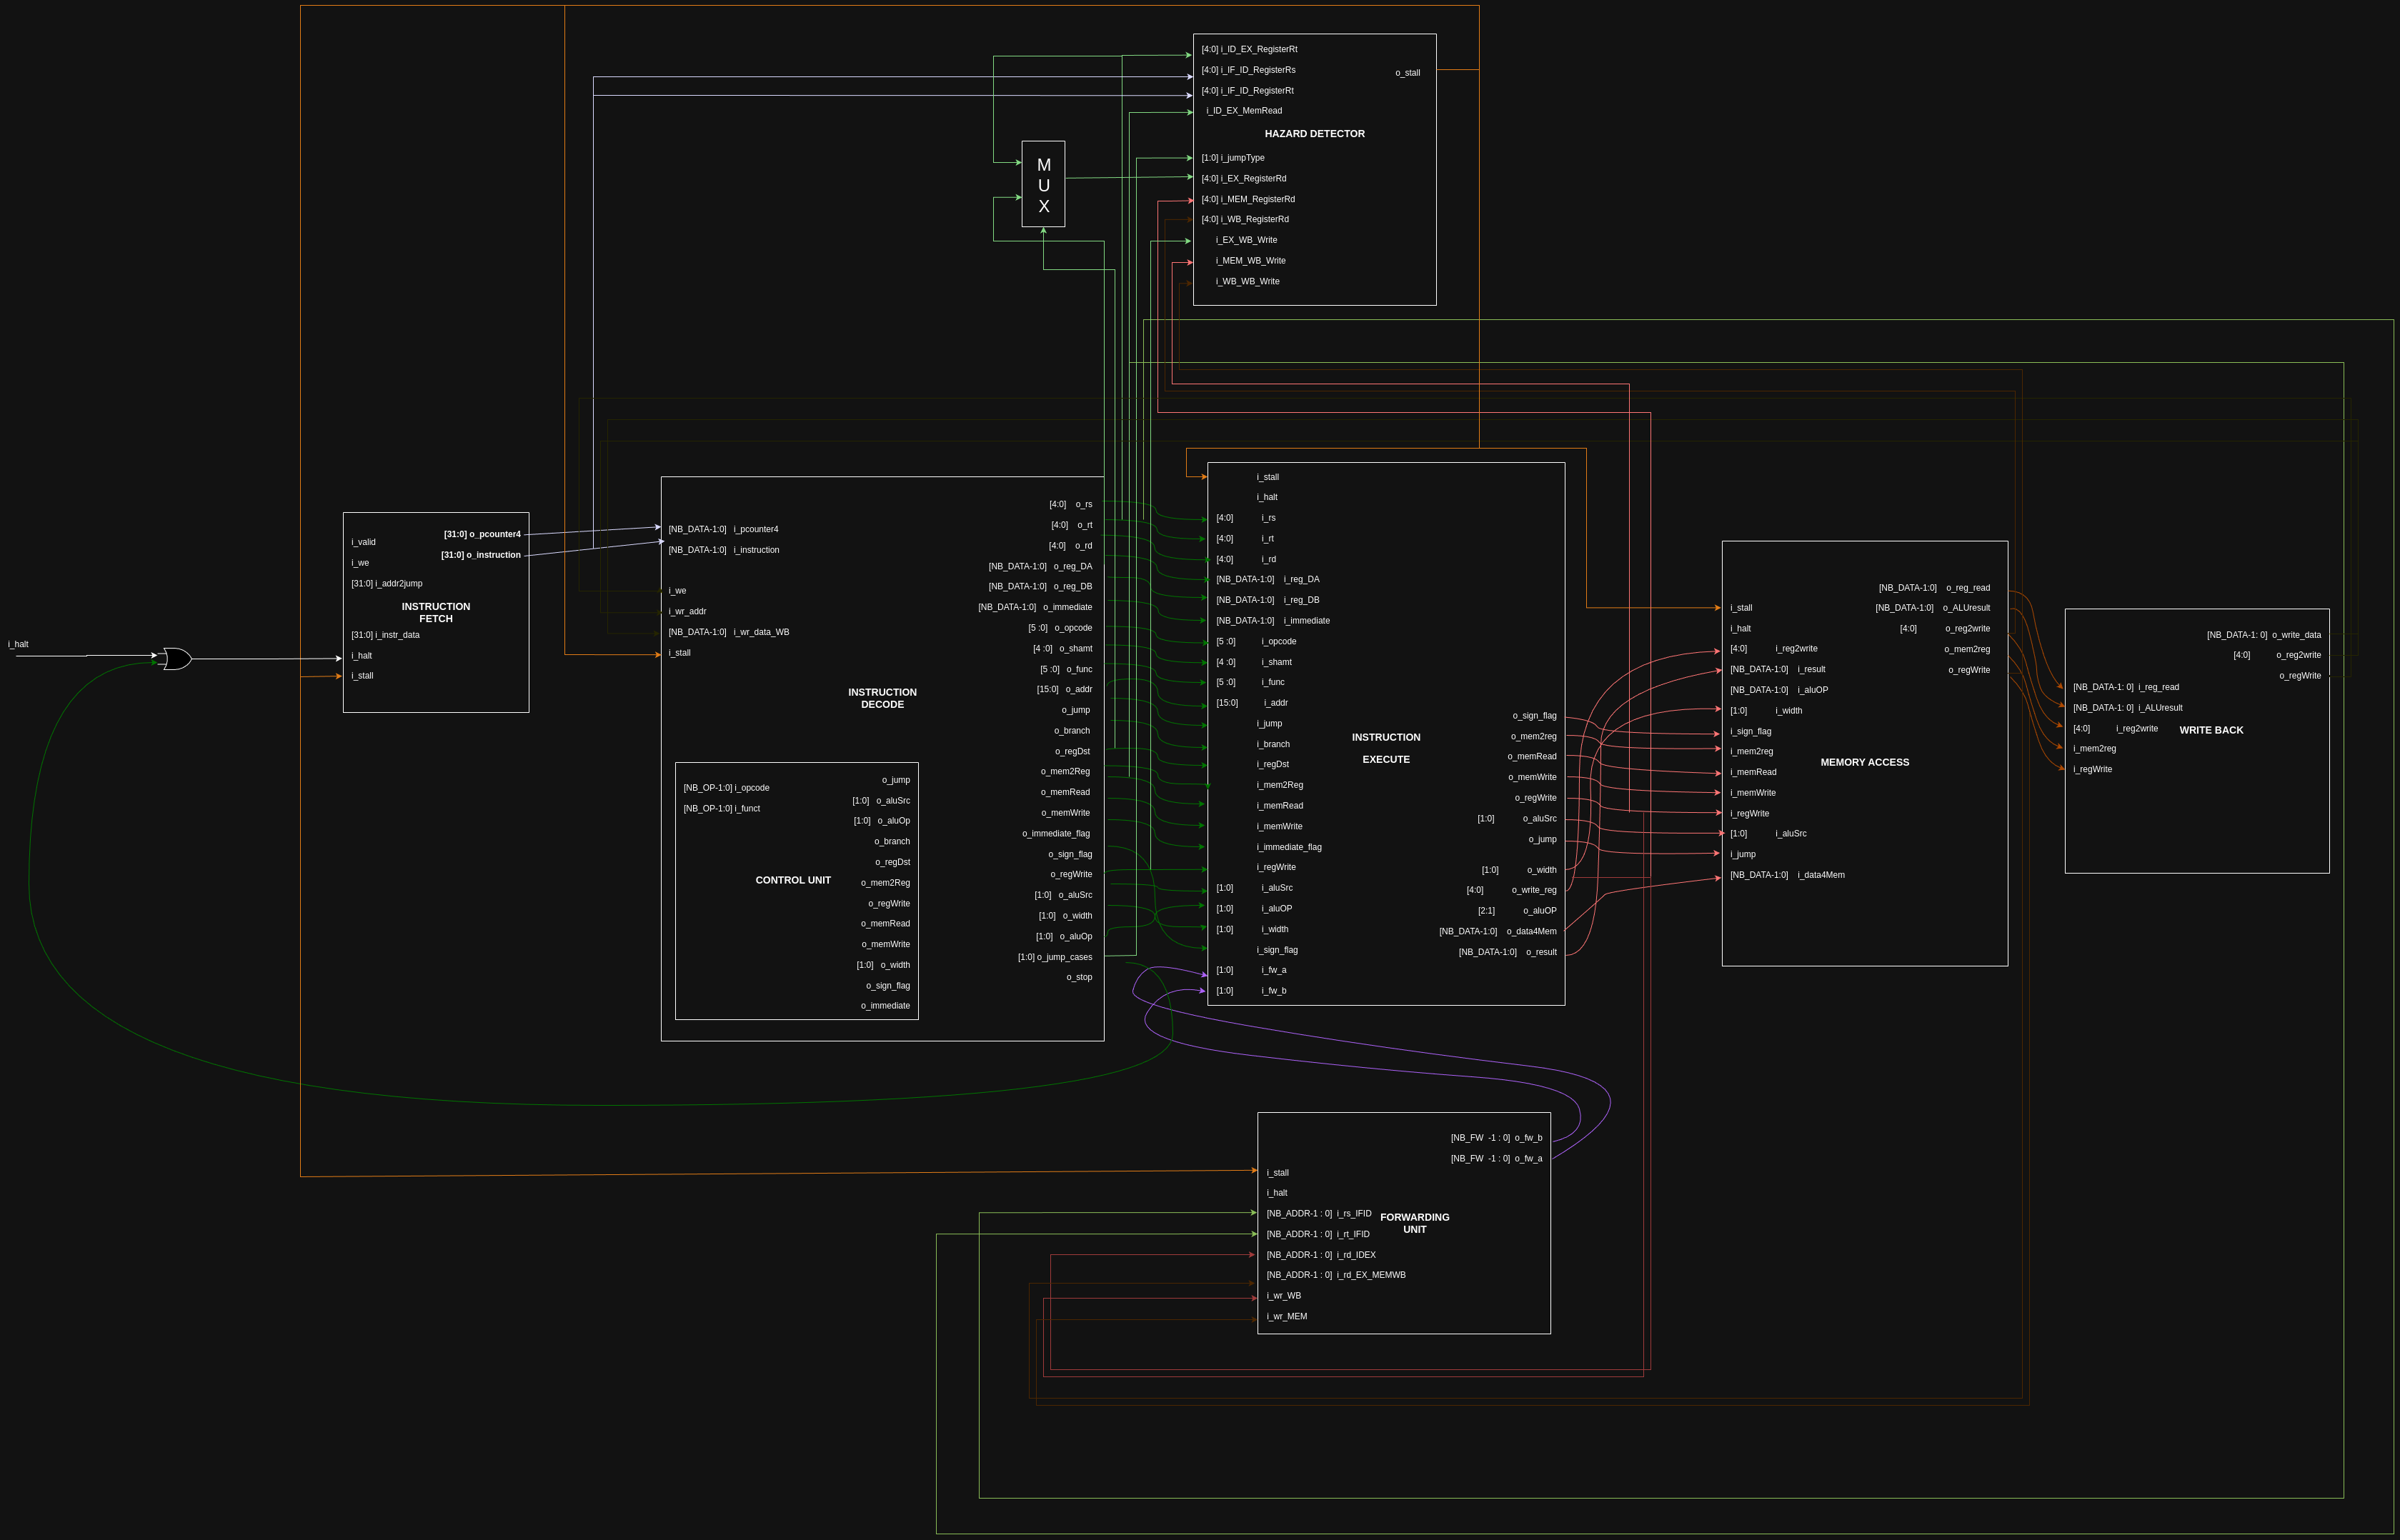 [4:0] i_ID_EX_RegisterRt
[4:0] i_IF_ID_RegisterRs
o_stall
[4:0] i_IF_ID_RegisterRt
i_ID_EX_MemRead
HAZARD DETECTOR
[1:0] i_jumpType
[4:0] i_EX_RegisterRd
[4:0] i_MEM_RegisterRd
[4:0] i_WB_RegisterRd
i_EX_WB_Write
i_MEM_WB_Write
i_WB_WB_Write
M
U
X
i_halt
[31:0] o_pcounter4
i_valid
[31:0] o_instruction
i_we
[31:0] i_addr2jump
INSTRUCTION
FETCH
[31:0] i_instr_data
i_halt
i_stall
[NB_DATA-1:0] i_pcounter4
[NB_DATA-1:0] i_instruction
i_we
i_wr_addr
[NB_DATA-1:0] i_wr_data_WB
i_stall
INSTRUCTION
DECODE
[4:0] o_rs
[4:0] o_rt
[4:0] o_rd
[NB_DATA-1:0] o_reg_DA
[NB_DATA-1:0] o_reg_DB
[NB_DATA-1:0] o_immediate
[5 :0] o_opcode
[4 :0] o_shamt
[5 :0] o_func
[15:0] o_addr
o_jump
o_branch
o_regDst
o_mem2Reg
o_memRead
o_memWrite
o_immediate_flag
o_sign_flag
o_regWrite
[1:0] o_aluSrc
[1:0] o_width
[1:0] o_aluOp
[1:0] o_jump_cases
o_stop
[NB_OP-1:0] i_opcode
[NB_OP-1:0] i_funct
CONTROL UNIT
o_jump
[1:0] o_aluSrc
[1:0] o_aluOp
o_branch
o_regDst
o_mem2Reg
o_regWrite
o_memRead
o_memWrite
[1:0] o_width
o_sign_flag
o_immediate
i_stall
i_halt
[4:0] i_rs
[4:0] i_rt
[4:0] i_rd
[NB_DATA-1:0] i_reg_DA
[NB_DATA-1:0] i_reg_DB
[NB_DATA-1:0] i_immediate
[5 :0] i_opcode
[4 :0] i_shamt
[5 :0] i_func
[15:0] i_addr
i_jump
i_branch
i_regDst
i_mem2Reg
i_memRead
i_memWrite
i_immediate_flag
i_regWrite
[1:0] i_aluSrc
[1:0] i_aluOP
[1:0] i_width
i_sign_flag
[1:0] i_fw_a
[1:0] i_fw_b
INSTRUCTION
EXECUTE
o_sign_flag
o_mem2reg
o_memRead
o_memWrite
o_regWrite
[1:0] o_aluSrc
o_jump
[1:0] o_width
[4:0] o_write_reg
[2:1] o_aluOP
[NB_DATA-1:0] o_data4Mem
[NB_DATA-1:0] o_result
i_stall
i_halt
[4:0] i_reg2write
[NB_DATA-1:0] i_result
[NB_DATA-1:0] i_aluOP
[1:0] i_width
i_sign_flag
i_mem2reg
i_memRead
i_memWrite
i_regWrite
[1:0] i_aluSrc
i_jump
[NB_DATA-1:0] i_data4Mem
MEMORY ACCESS
[NB_DATA-1:0] o_reg_read
[NB_DATA-1:0] o_ALUresult
[4:0] o_reg2write
o_mem2reg
o_regWrite
[NB_DATA-1: 0] o_write_data
[4:0] o_reg2write
o_regWrite
[NB_DATA-1: 0] i_reg_read
[NB_DATA-1: 0] i_ALUresult
[4:0] i_reg2write
WRITE BACK
i_mem2reg
i_regWrite
[NB_FW -1 : 0] o_fw_b
[NB_FW -1 : 0] o_fw_a
i_stall
i_halt
[NB_ADDR-1 : 0] i_rs_IFID
[NB_ADDR-1 : 0] i_rt_IFID
FORWARDING
UNIT
[NB_ADDR-1 : 0] i_rd_IDEX
[NB_ADDR-1 : 0] i_rd_EX_MEMWB
i_wr_WB
i_wr_MEM